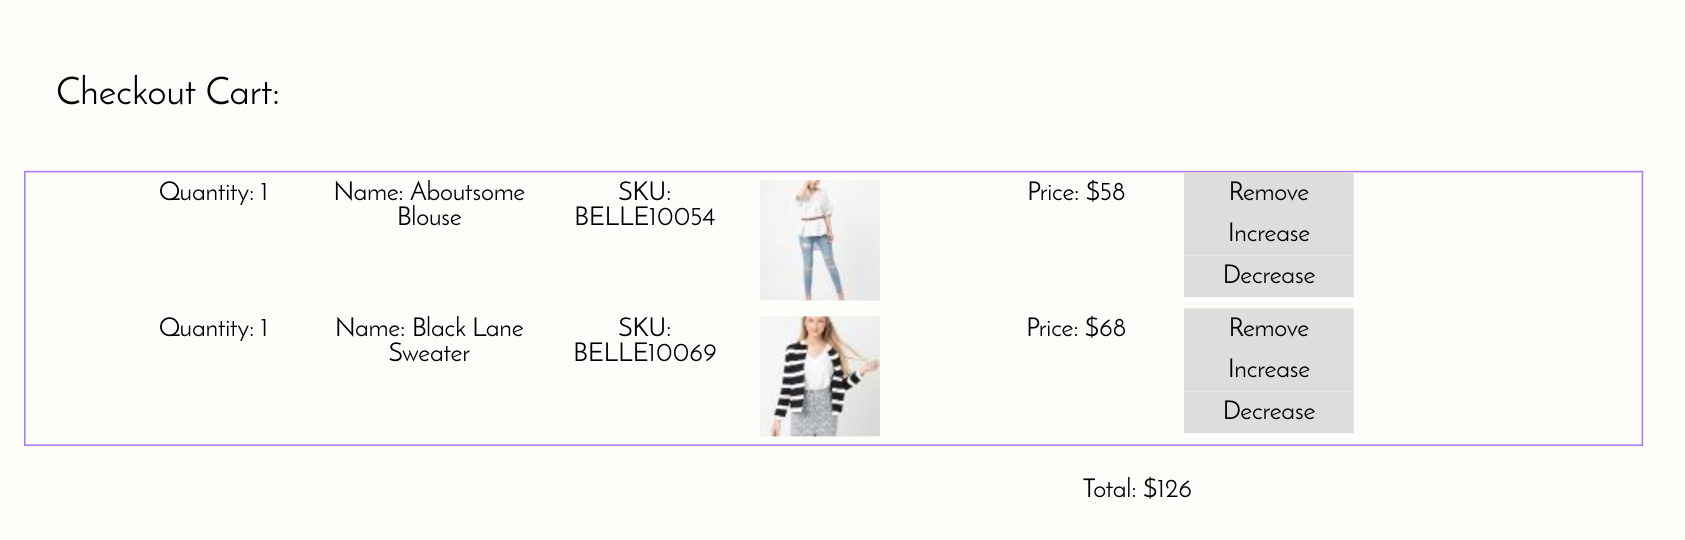 Checkout Cart:
Quantity: 1
Name: Aboutsome
Blouse
SKU:
BELLE10054
Price: $58
Remove
Increase
Decrease
Quantity: 1
Name: Black Lane
Sweater
SKU:
BELLE10069
Price: $68
Remove
Increase
Decrease
Total: $126